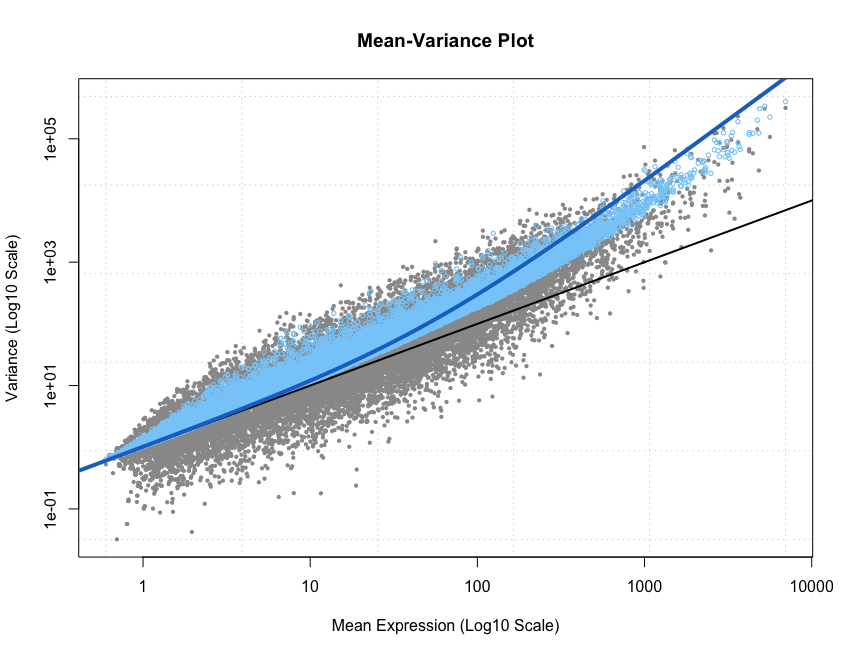 Mean-Variance Plot
Variance (Log10 Scale)
1e+05
1e+03
1e+01
1e-01
1 10 100 1000 10000
Mean Expression (Log10 Scale)